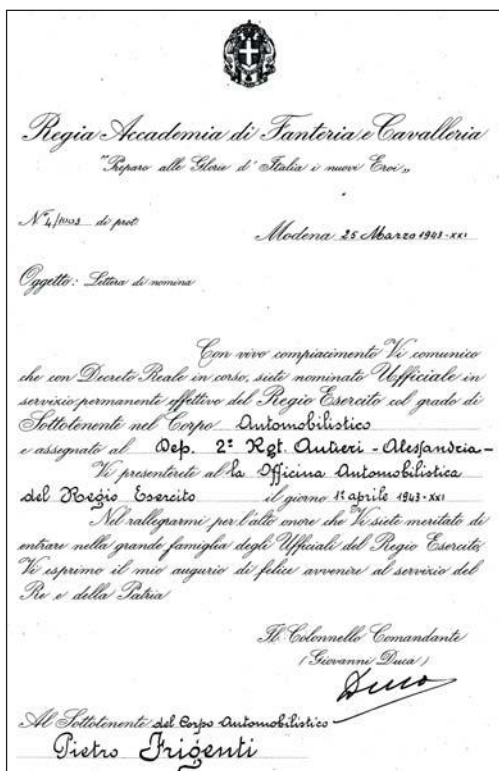 Regia Accademia di Fanteria e Cavalleria
"Preparo alle Glorie d'Italia i nuovi Eroi„
N° 4/1003 di prot.
Modena 25 Marzo 1943-XXI
Oggetto: Lettera di nomina
Con vivo compiacimento Vi comunico
che con Decreto Reale in corso, siete nominato Ufficiale in
servizio permanente effettivo del Regio Esercito col grado di
Sottotenente nel Corpo Automobilistico
e assegnato al Dep. 2° Rgt. Autieri - Alessandria -
Vi presenterete al la Officina Automobilistica
del Regio Esercito il giorno 1° aprile 1943-XXI
Nel rallegrarmi per l'alto onore che Vi siete meritato di
entrare nella grande famiglia degli Ufficiali del Regio Esercito
Vi esprimo il mio augurio di felice avvenire al servizio del
Re e della Patria
Il Colonnello Comandante
(Giovanni Duca)
Duca
Al Sottotenente del Corpo Automobilistico
Pietro Frigenti